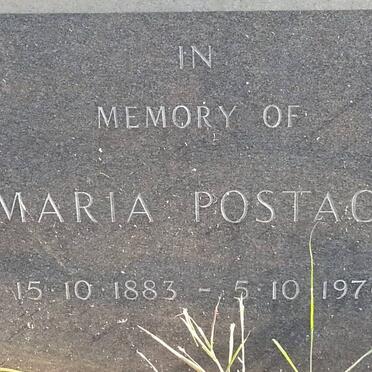 IN
MEMORY OF
MARIA POSTAC
15·10·1883 – 5·10·197